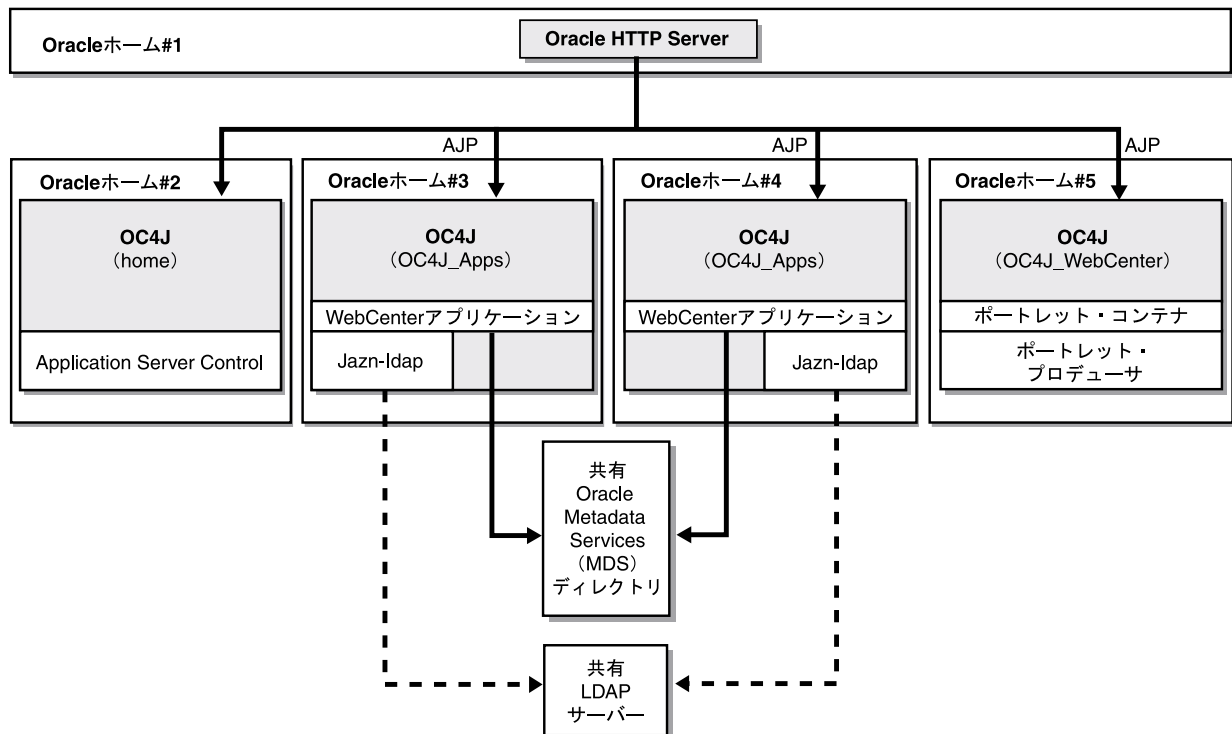 Oracleホーム#1
Oracle HTTP Server
AJP
AJP
AJP
Oracleホーム#2
OC4J
（home）
Application Server Control
Oracleホーム#3
OC4J
（OC4J_Apps）
WebCenterアプリケーション
Jazn-ldap
Oracleホーム#4
OC4J
（OC4J_Apps）
WebCenterアプリケーション
Jazn-ldap
Oracleホーム#5
OC4J
（OC4J_WebCenter）
ポートレット・コンテナ
ポートレット・
プロデューサ
共有
Oracle
Metadata
Services
（MDS）
ディレクトリ
共有
LDAP
サーバー